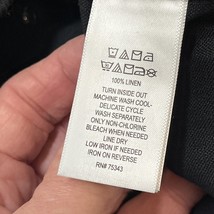 100% LINEN
TURN INSIDE OUT
MACHINE WASH COOL-
DELICATE CYCLE
WASH SEPARATELY
ONLY NON-CHLORINE
BLEACH WHEN NEEDED
LINE DRY
LOW IRON IF NEEDED
IRON ON REVERSE
RN# 75343